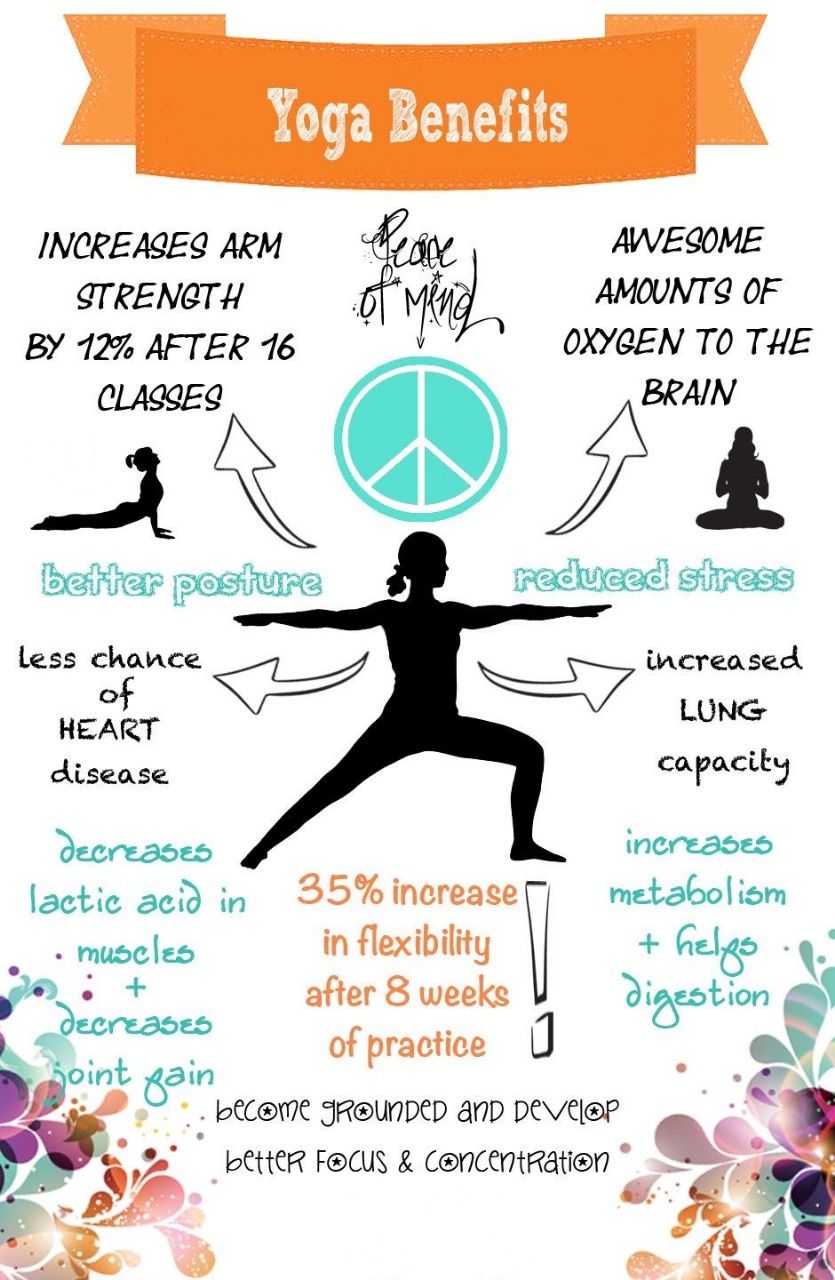 Yoga Benefits
INCREASES ARM
STRENGTH
BY 12% AFTER 16
CLASSES
Peace
of mind
AWESOME
AMOUNTS OF
OXYGEN TO THE
BRAIN
better posture
reduced stress
less chance
of
HEART
disease
increased
LUNG
capacity
decreases
lactic acid in
muscles
+
decreases
joint pain
35% increase
in flexibility
after 8 weeks
of practice
!
increases
metabolism
+ helps
digestion
become grounded and develop
better focus & concentration